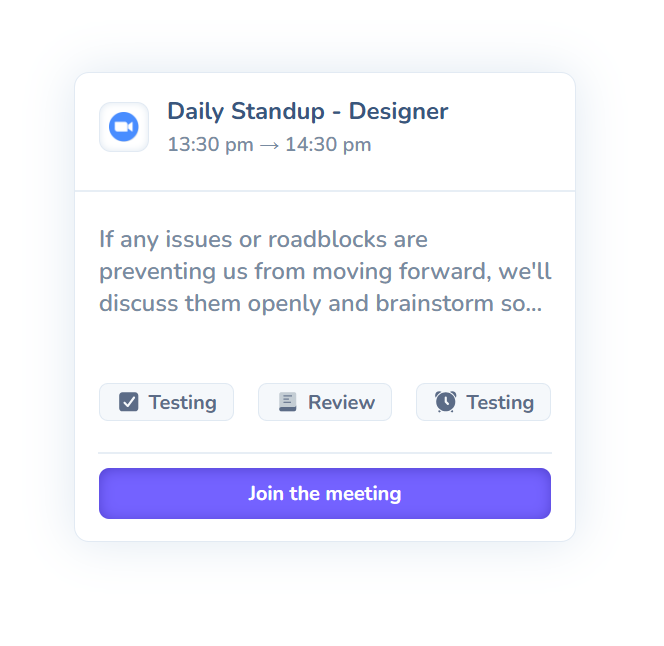 Daily Standup - Designer
13:30 pm → 14:30 pm
If any issues or roadblocks are
preventing us from moving forward, we'll
discuss them openly and brainstorm so...
Testing
Review
Testing
Join the meeting